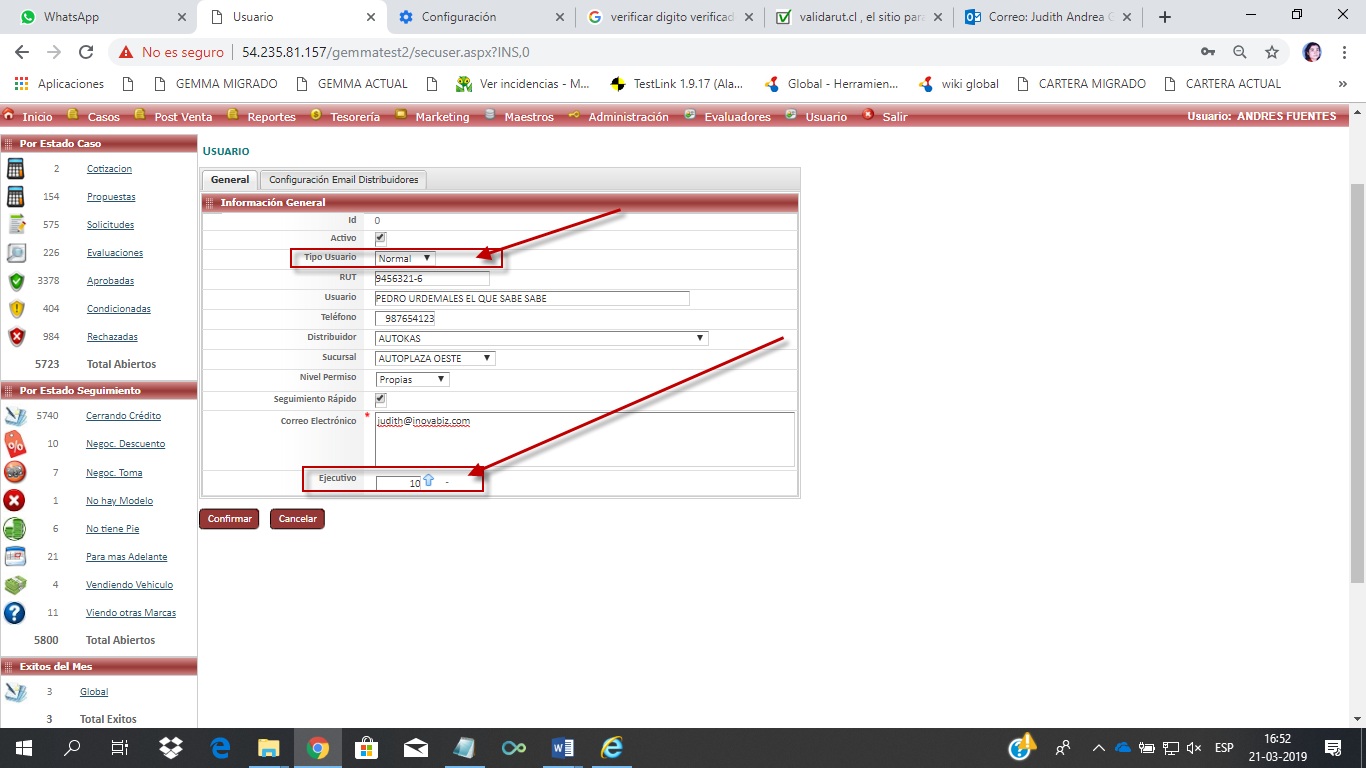 WhatsApp
Usuario
Configuración
verificar digito verificad
validarut.cl , el sitio par
Correo: Judith Andrea G
No es seguro
54.235.81.157/gemmatest2/secuser.aspx?INS,0
Aplicaciones
GEMMA MIGRADO
GEMMA ACTUAL
Ver incidencias - M...
TestLink 1.9.17 (Ala...
Global - Herramien...
wiki global
CARTERA MIGRADO
CARTERA ACTUAL
»
Inicio Casos Post Venta Reportes Tesorería Marketing Maestros Administración Evaluadores Usuario Salir
Usuario: ANDRES FUENTES
Por Estado Caso
2 Cotizacion
154 Propuestas
575 Solicitudes
226 Evaluaciones
3378 Aprobadas
404 Condicionadas
984 Rechazadas
5723 Total Abiertos
Por Estado Seguimiento
5740 Cerrando Crédito
10 Negoc. Descuento
7 Negoc. Toma
1 No hay Modelo
6 No tiene Pie
21 Para mas Adelante
4 Vendiendo Vehiculo
11 Viendo otras Marcas
5800 Total Abiertos
Exitos del Mes
3 Global
3 Total Exitos
USUARIO
General Configuración Email Distribuidores
Información General
Id 0
Activo
Tipo Usuario Normal
RUT 9456321-6
Usuario PEDRO URDEMALES EL QUE SABE SABE
Teléfono 987654123
Distribuidor AUTOKAS
Sucursal AUTOPLAZA OESTE
Nivel Permiso Propias
Seguimiento Rápido
Correo Electrónico * judith@inovabiz.com
Ejecutivo 10 -
Confirmar Cancelar
ESP
16:52
21-03-2019